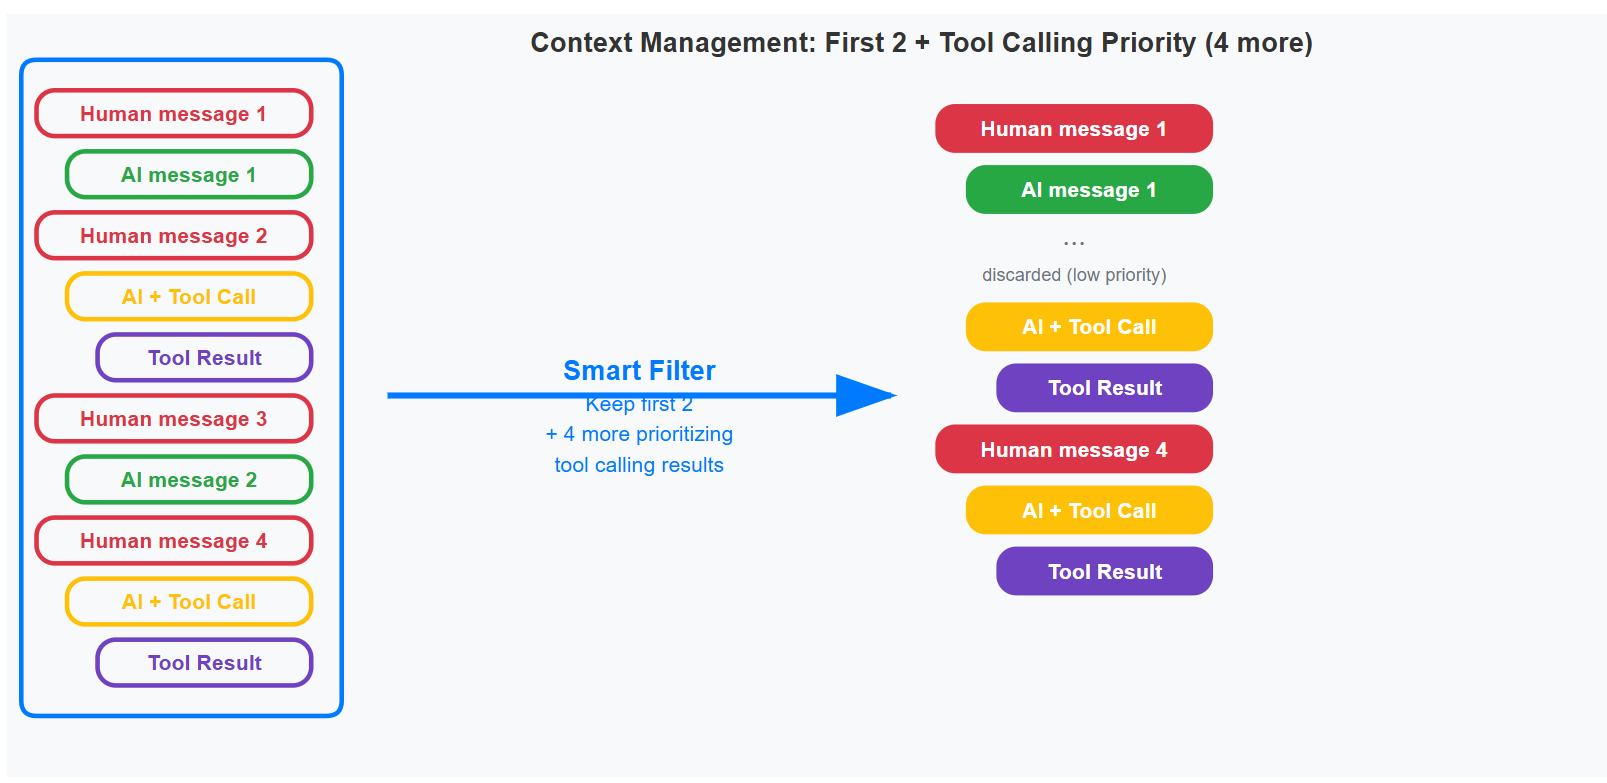 Context Management: First 2 + Tool Calling Priority (4 more)
Human message 1
AI message 1
Human message 2
AI + Tool Call
Tool Result
Human message 3
AI message 2
Human message 4
AI + Tool Call
Tool Result
Smart Filter
Keep first 2
+ 4 more prioritizing
tool calling results
Human message 1
AI message 1
...
discarded (low priority)
AI + Tool Call
Tool Result
Human message 4
AI + Tool Call
Tool Result